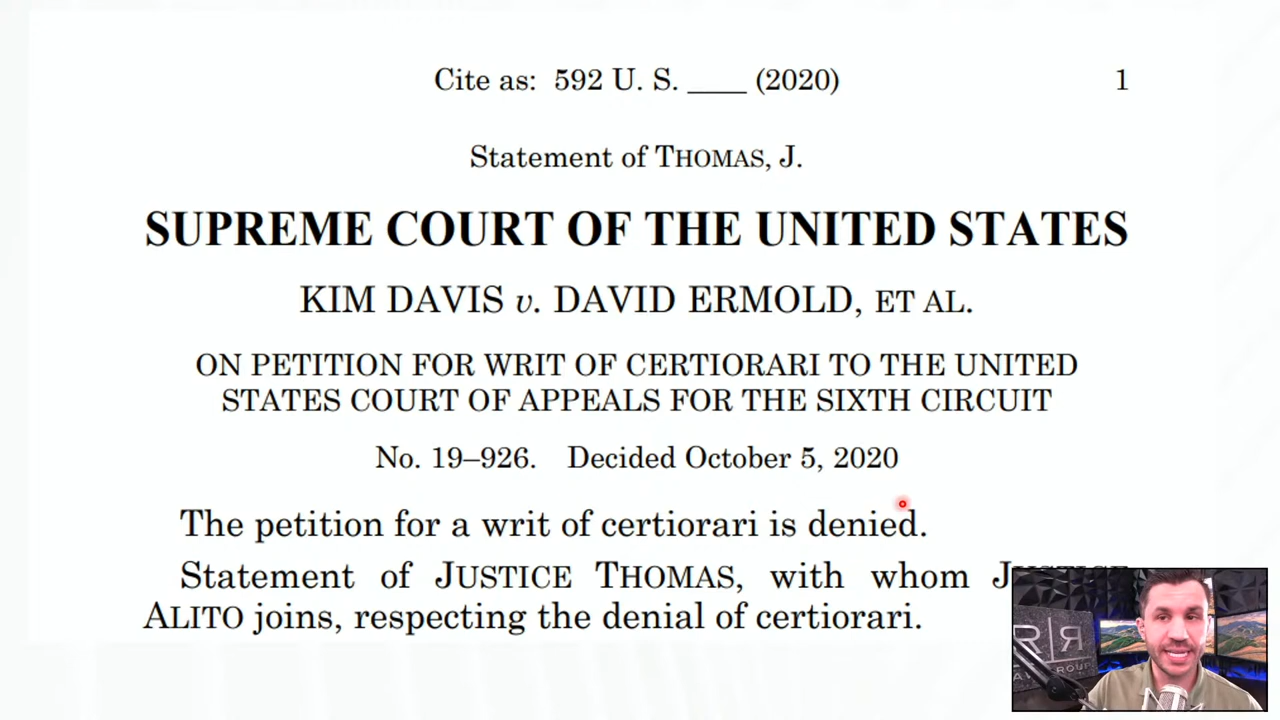 Cite as: 592 U. S. ____ (2020) 1
Statement of THOMAS, J.
SUPREME COURT OF THE UNITED STATES
KIM DAVIS v. DAVID ERMOLD, ET AL.
ON PETITION FOR WRIT OF CERTIORARI TO THE UNITED
STATES COURT OF APPEALS FOR THE SIXTH CIRCUIT
No. 19–926. Decided October 5, 2020
The petition for a writ of certiorari is denied.
Statement of JUSTICE THOMAS, with whom JUSTICE
ALITO joins, respecting the denial of certiorari.
R|R